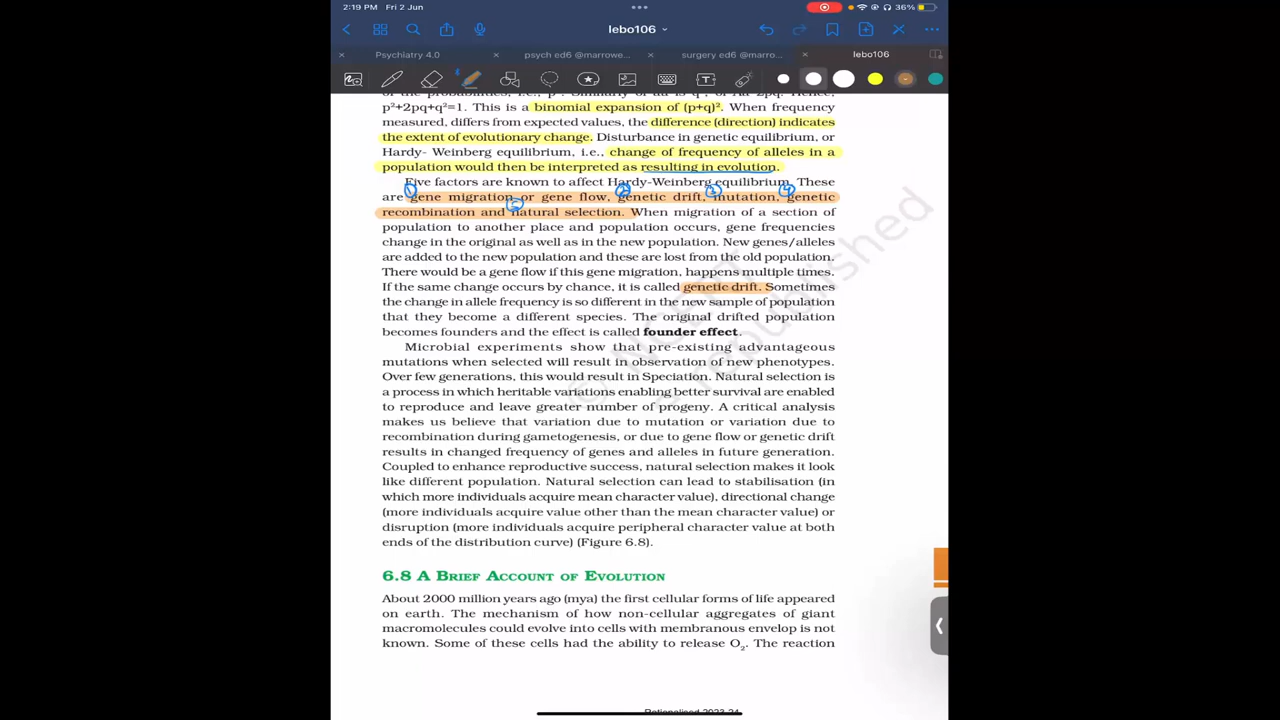 2:19 PM Fri 2 Jun
36%
lebo106
Psychiatry 4.0
psych ed6 @marrowe...
surgery ed6 @marro...
lebo106
p²+2pq+q²=1. This is a binomial expansion of (p+q)². When frequency
measured, differs from expected values, the difference (direction) indicates
the extent of evolutionary change. Disturbance in genetic equilibrium, or
Hardy- Weinberg equilibrium, i.e., change of frequency of alleles in a
population would then be interpreted as resulting in evolution.
Five factors are known to affect Hardy-Weinberg equilibrium. These
are gene migration or gene flow, genetic drift, mutation, genetic
recombination and natural selection. When migration of a section of
population to another place and population occurs, gene frequencies
change in the original as well as in the new population. New genes/alleles
are added to the new population and these are lost from the old population.
There would be a gene flow if this gene migration, happens multiple times.
If the same change occurs by chance, it is called genetic drift. Sometimes
the change in allele frequency is so different in the new sample of population
that they become a different species. The original drifted population
becomes founders and the effect is called founder effect.
Microbial experiments show that pre-existing advantageous
mutations when selected will result in observation of new phenotypes.
Over few generations, this would result in Speciation. Natural selection is
a process in which heritable variations enabling better survival are enabled
to reproduce and leave greater number of progeny. A critical analysis
makes us believe that variation due to mutation or variation due to
recombination during gametogenesis, or due to gene flow or genetic drift
results in changed frequency of genes and alleles in future generation.
Coupled to enhance reproductive success, natural selection makes it look
like different population. Natural selection can lead to stabilisation (in
which more individuals acquire mean character value), directional change
(more individuals acquire value other than the mean character value) or
disruption (more individuals acquire peripheral character value at both
ends of the distribution curve) (Figure 6.8).
6.8 A BRIEF ACCOUNT OF EVOLUTION
About 2000 million years ago (mya) the first cellular forms of life appeared
on earth. The mechanism of how non-cellular aggregates of giant
macromolecules could evolve into cells with membranous envelop is not
known. Some of these cells had the ability to release O₂. The reaction